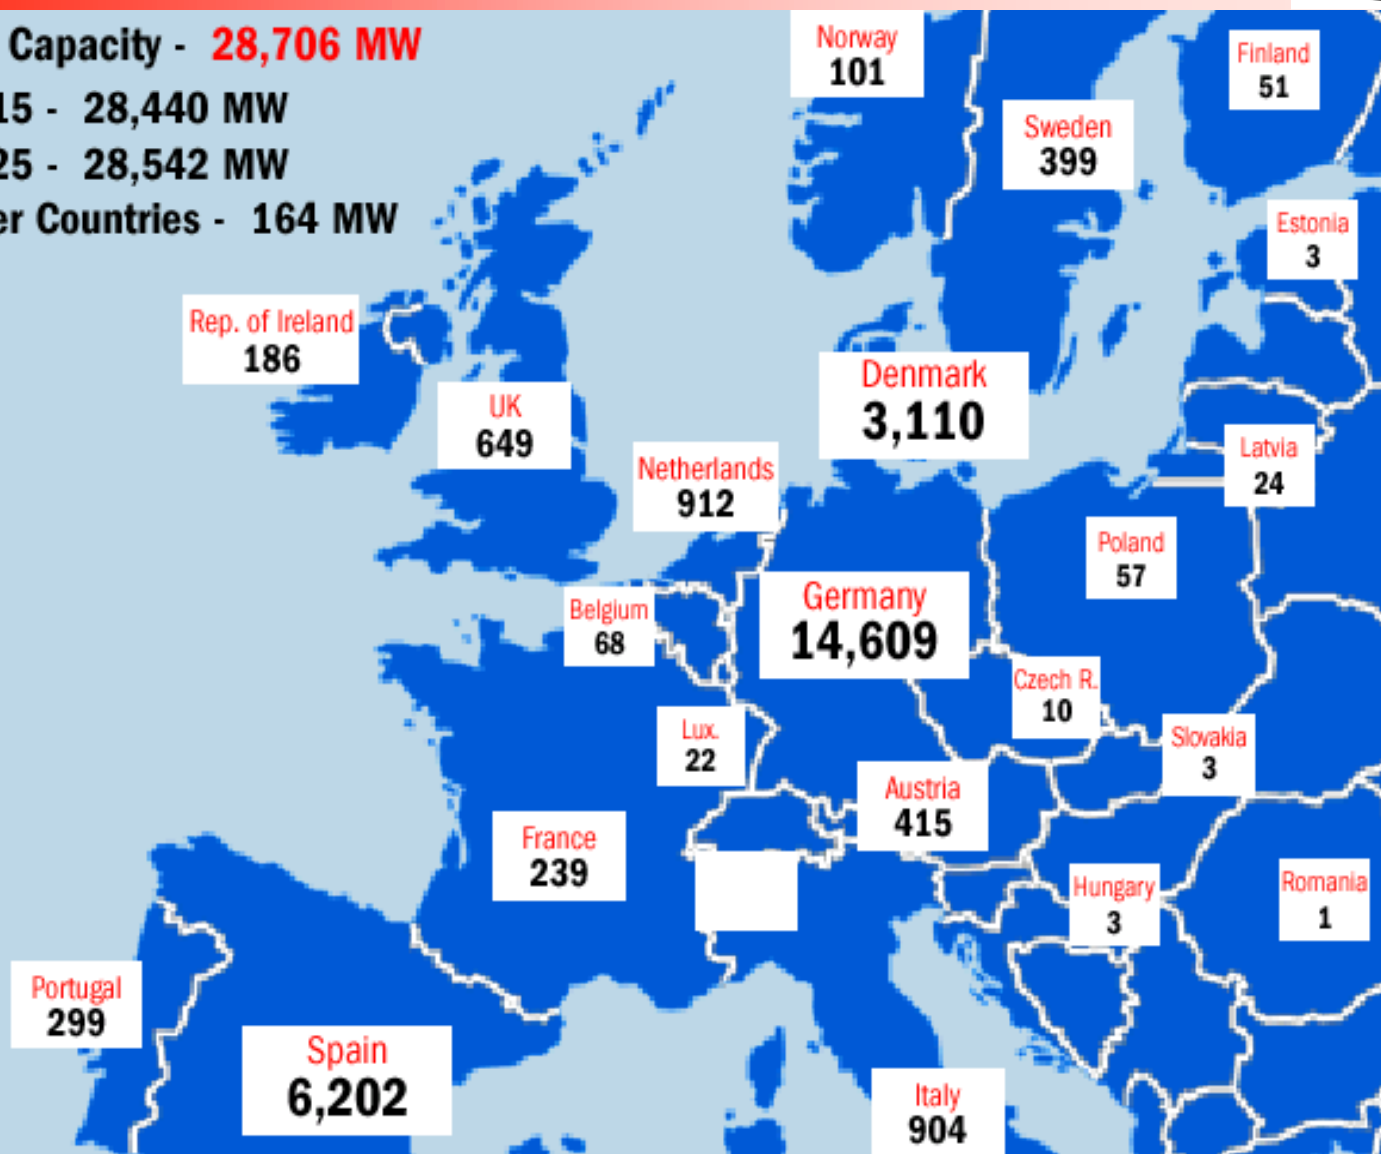 Capacity - 28,706 MW
15 - 28,440 MW
25 - 28,542 MW
er Countries - 164 MW
Norway
101
Finland
51
Sweden
399
Estonia
3
Rep. of Ireland
186
UK
649
Denmark
3,110
Netherlands
912
Latvia
24
Poland
57
Belgium
68
Germany
14,609
Czech R.
10
Lux.
22
Slovakia
3
Austria
415
France
239
Hungary
3
Romania
1
Portugal
299
Spain
6,202
Italy
904